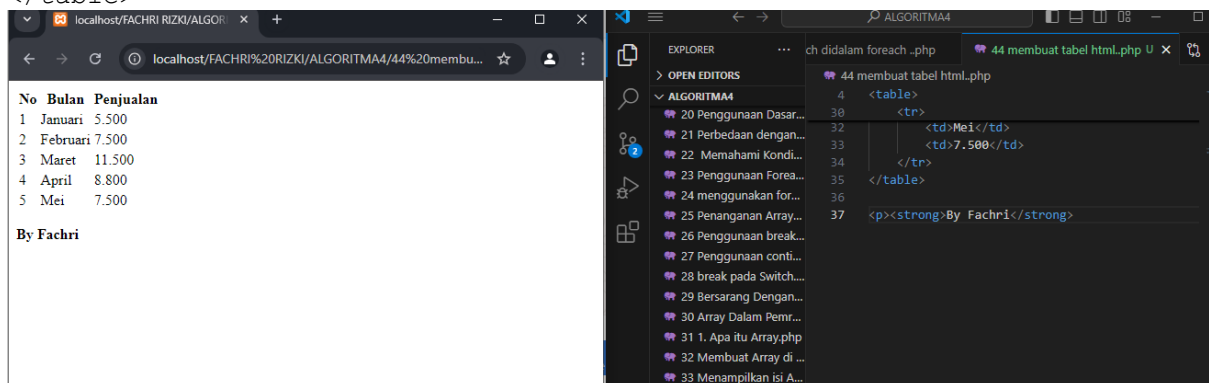 </table>
localhost/FACHRI RIZKI/ALGORI
localhost/FACHRI%20RIZKI/ALGORITMA4/44%20membu...
No Bulan Penjualan
1 Januari 5.500
2 Februari 7.500
3 Maret 11.500
4 April 8.800
5 Mei 7.500
By Fachri
ALGORITMA4
EXPLORER
ch didalam foreach ..php
44 membuat tabel html..php U
OPEN EDITORS
ALGORITMA4
20 Penggunaan Dasar...
21 Perbedaan dengan...
22 Memahami Kondi...
23 Penggunaan Forea...
24 menggunakan for...
25 Penanganan Array...
26 Penggunaan break...
27 Penggunaan conti...
28 break pada Switch....
29 Bersarang Dengan...
30 Array Dalam Pemr...
31 1. Apa itu Array.php
32 Membuat Array di ...
33 Menampilkan isi A...
2
44 membuat tabel html..php
4 <table>
30 <tr>
32 <td>Mei</td>
33 <td>7.500</td>
34 </tr>
35 </table>
36
37 <p><strong>By Fachri</strong>